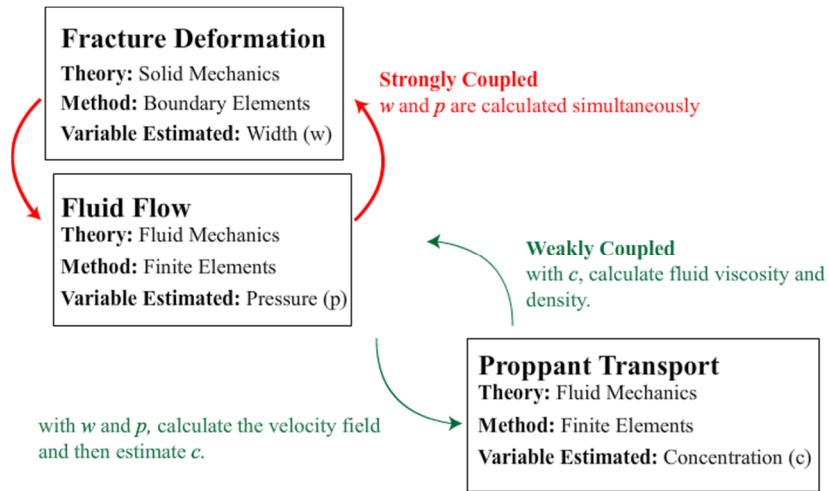 Fracture Deformation
Theory: Solid Mechanics
Method: Boundary Elements
Variable Estimated: Width (w)
Strongly Coupled
w and p are calculated simultaneously
Fluid Flow
Theory: Fluid Mechanics
Method: Finite Elements
Variable Estimated: Pressure (p)
Weakly Coupled
with c, calculate fluid viscosity and
density.
Proppant Transport
Theory: Fluid Mechanics
Method: Finite Elements
Variable Estimated: Concentration (c)
with w and p, calculate the velocity field
and then estimate c.